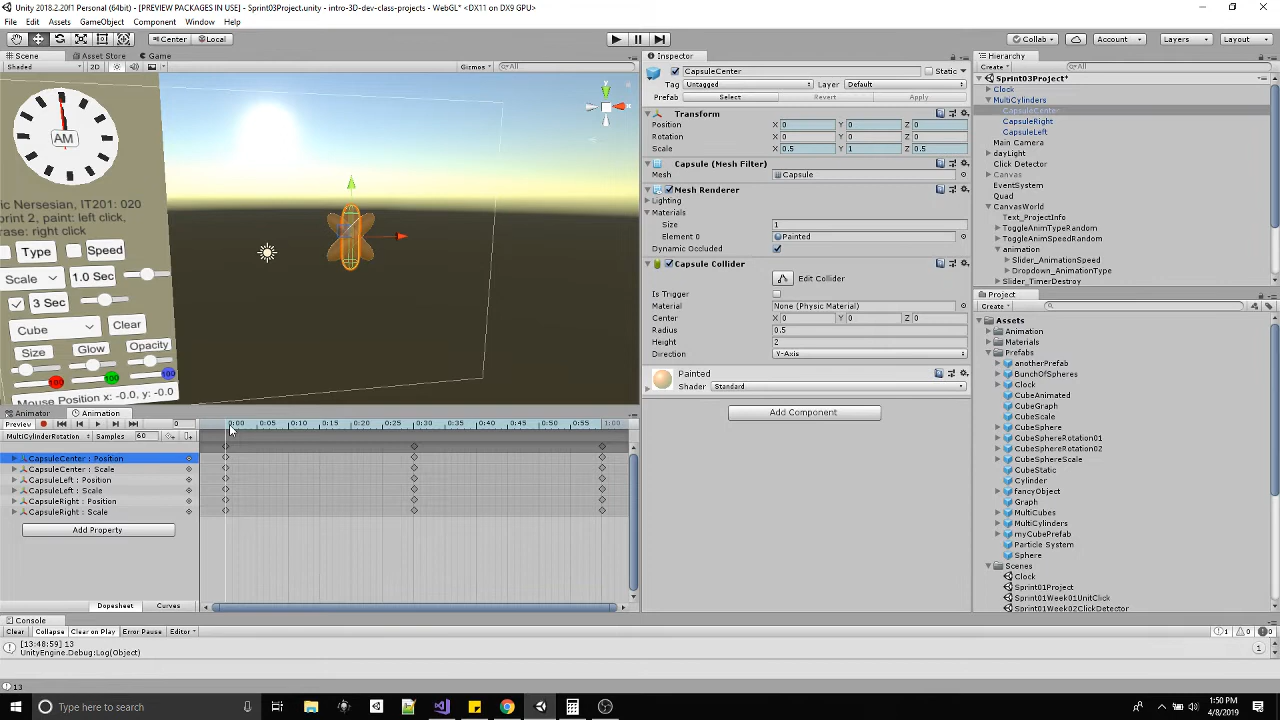 Unity 2018.2.20f1 Personal (64bit) - [PREVIEW PACKAGES IN USE] - Sprint03Project.unity - intro-3D-dev-class-projects - WebGL* <DX11 on DX9 GPU>
File Edit Assets GameObject Component Window Help
Center Local Collab Account Layers Layout
Scene Asset Store Game
Shaded 2D Gizmos All
AM
ic Nersesian, IT201: 020
print 2, paint: left click,
rase: right click
Type Speed
Scale 1.0 Sec
3 Sec
Cube Clear
Size Glow Opacity
100 100 100
Mouse Position x: -0.0, y: -0.0
y
x
Inspector
CapsuleCenter Static
Tag Untagged Layer Default
Prefab Select Revert Apply
Transform
Position X 0 Y 0 Z 0
Rotation X 0 Y 0 Z 0
Scale X 0.5 Y 1 Z 0.5
Capsule (Mesh Filter)
Mesh Capsule
Mesh Renderer
Lighting
Materials
Size 1
Element 0 Painted
Dynamic Occluded
Capsule Collider
Edit Collider
Is Trigger
Material None (Physic Material)
Center X 0 Y 0 Z 0
Radius 0.5
Height 2
Direction Y-Axis
Painted
Shader Standard
Add Component
Hierarchy
Create All
Sprint03Project*
Clock
MultiCylinders
CapsuleCenter
CapsuleRight
CapsuleLeft
Main Camera
dayLight
Click Detector
Canvas
EventSystem
Quad
CanvasWorld
Text_ProjectInfo
ToggleAnimTypeRandom
ToggleAnimSpeedRandom
animation
Slider_AnimationSpeed
Dropdown_AnimationType
Slider_TimerDestroy
Project
Create
Assets
Animation
Materials
Prefabs
anotherPrefab
BunchOfSpheres
Clock
CubeAnimated
CubeGraph
CubeScale
CubeSphere
CubeSphereRotation01
CubeSphereRotation02
CubeSphereScale
CubeStatic
Cylinder
fancyObject
Graph
MultiCubes
MultiCylinders
myCubePrefab
Particle System
Sphere
Scenes
Clock
Sprint01Project
Sprint01Week01UnitClick
Sprint01Week02ClickDetector
Animator Animation
Preview 0 0:00 0:05 0:10 0:15 0:20 0:25 0:30 0:35 0:40 0:45 0:50 0:55 1:00
MultiCylinderRotation Samples 60
CapsuleCenter : Position
CapsuleCenter : Scale
CapsuleLeft : Position
CapsuleLeft : Scale
CapsuleRight : Position
CapsuleRight : Scale
Add Property
Dopesheet Curves
Console
Clear Collapse Clear on Play Error Pause Editor 1 0 0
[13:48:59] 13
UnityEngine.Debug:Log(Object)
1
13
Type here to search
1:50 PM
4/8/2019